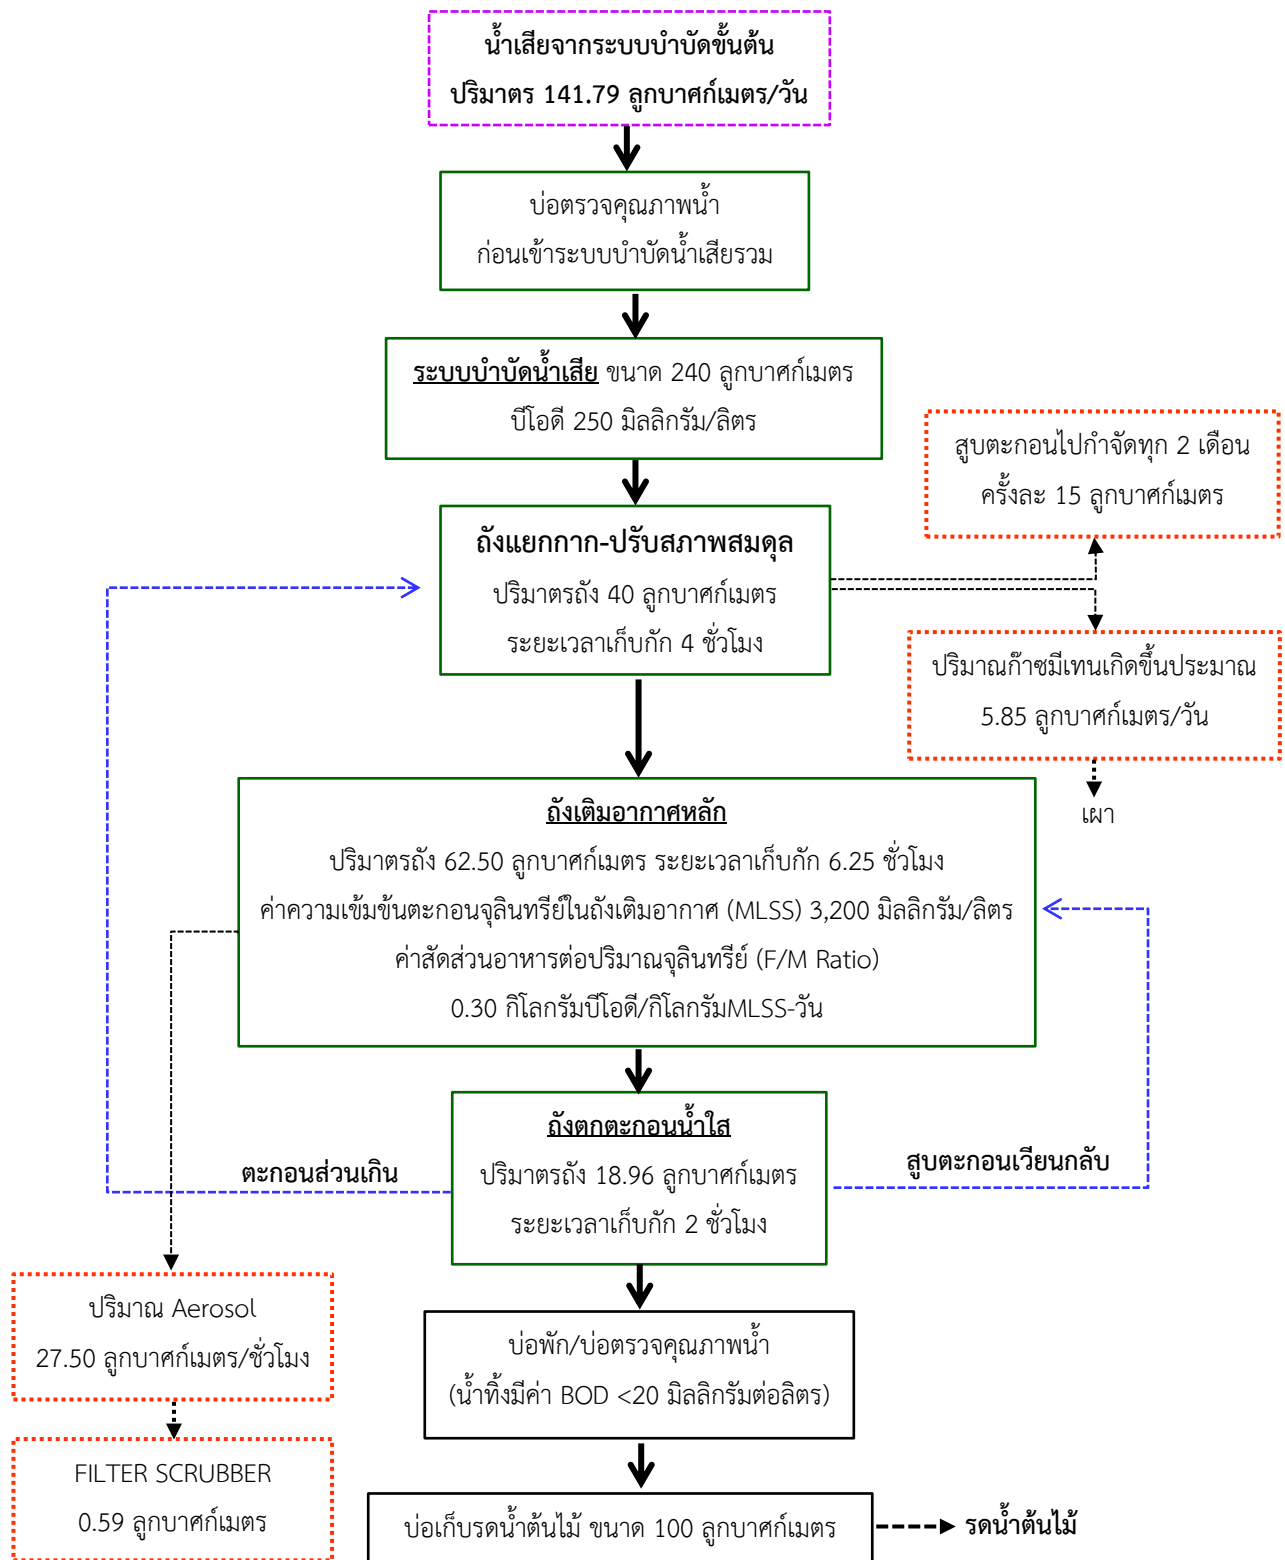 น้ำเสียจากระบบบำบัดขั้นต้น
ปริมาตร 141.79 ลูกบาศก์เมตร/วัน
บ่อตรวจคุณภาพน้ำ
ก่อนเข้าระบบบำบัดน้ำเสียรวม
ระบบบำบัดน้ำเสีย ขนาด 240 ลูกบาศก์เมตร
บีโอดี 250 มิลลิกรัม/ลิตร
สูบตะกอนไปกำจัดทุก 2 เดือน
ครั้งละ 15 ลูกบาศก์เมตร
ถังแยกกาก-ปรับสภาพสมดุล
ปริมาตรถัง 40 ลูกบาศก์เมตร
ระยะเวลาเก็บกัก 4 ชั่วโมง
ปริมาณก๊าซมีเทนเกิดขึ้นประมาณ
5.85 ลูกบาศก์เมตร/วัน
เผา
ถังเติมอากาศหลัก
ปริมาตรถัง 62.50 ลูกบาศก์เมตร ระยะเวลาเก็บกัก 6.25 ชั่วโมง
ค่าความเข้มข้นตะกอนจุลินทรีย์ในถังเติมอากาศ (MLSS) 3,200 มิลลิกรัม/ลิตร
ค่าสัดส่วนอาหารต่อปริมาณจุลินทรีย์ (F/M Ratio)
0.30 กิโลกรัมบีโอดี/กิโลกรัมMLSS-วัน
ถังตกตะกอนน้ำใส
ปริมาตรถัง 18.96 ลูกบาศก์เมตร
ระยะเวลาเก็บกัก 2 ชั่วโมง
ตะกอนส่วนเกิน
สูบตะกอนเวียนกลับ
ปริมาณ Aerosol
27.50 ลูกบาศก์เมตร/ชั่วโมง
บ่อพัก/บ่อตรวจคุณภาพน้ำ
(น้ำทิ้งมีค่า BOD <20 มิลลิกรัมต่อลิตร)
FILTER SCRUBBER
0.59 ลูกบาศก์เมตร
บ่อเก็บรดน้ำต้นไม้ ขนาด 100 ลูกบาศก์เมตร
รดน้ำต้นไม้